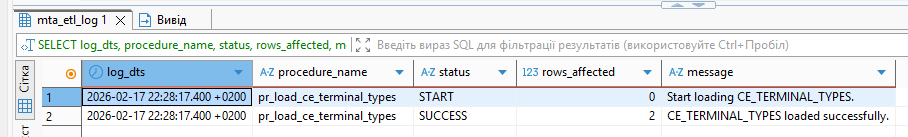 mta_etl_log 1 Вивід
SELECT log_dts, procedure_name, status, rows_affected, m Введіть вираз SQL для фільтрації результатів (використовуйте Ctrl+Пробіл)
Сітка
log_dts A-Z procedure_name A-Z status 123 rows_affected A-Z message
1 2026-02-17 22:28:17.400 +0200 pr_load_ce_terminal_types START 0 Start loading CE_TERMINAL_TYPES.
2 2026-02-17 22:28:17.400 +0200 pr_load_ce_terminal_types SUCCESS 2 CE_TERMINAL_TYPES loaded successfully.